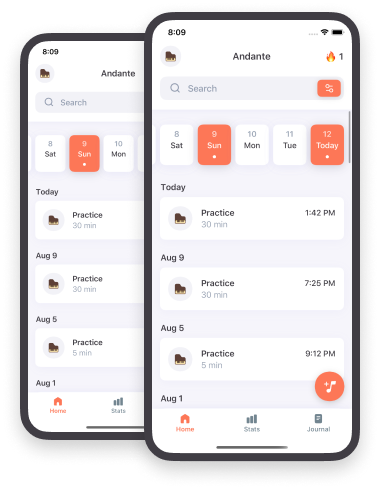 8:09
Andante
Search
8 9 10
Sat Sun Mon
Today
Practice
30 min
Aug 9
Practice
30 min
Aug 5
Practice
5 min
Aug 1
Home Stats
8:09
Andante 1
Search
8 9 10 11 12
Sat Sun Mon Tue Today
Today
Practice 1:42 PM
30 min
Aug 9
Practice 7:25 PM
30 min
Aug 5
Practice 9:12 PM
5 min
Aug 1
Home Stats Journal